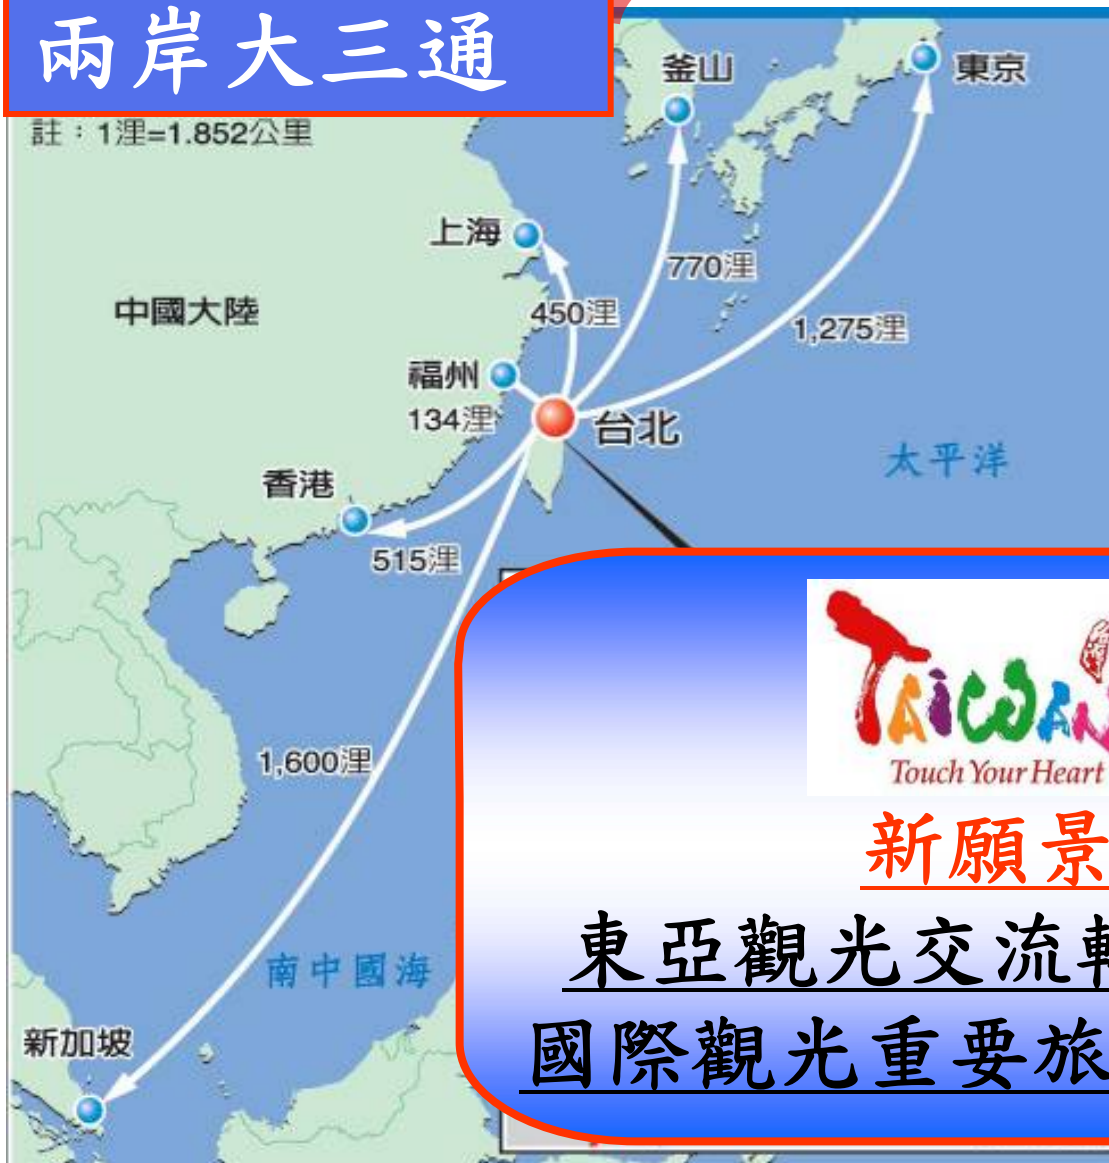 兩岸大三通
註：1浬=1.852公里
釜山
東京
上海
770浬
中國大陸
450浬
1,275浬
福州
134浬
台北
太平洋
香港
515浬
TAIWAN
Touch Your Heart
1,600浬
新願景
東亞觀光交流
南中國海
國際觀光重要旅
新加坡